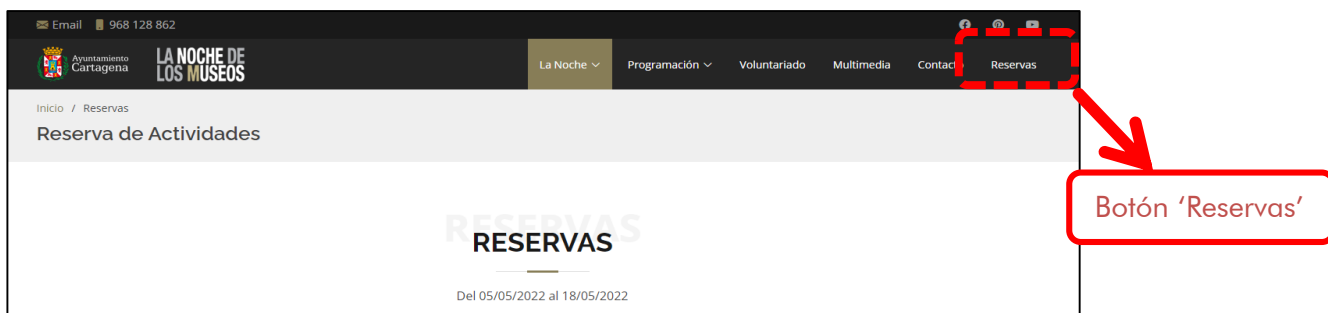 Email 968 128 862
Ayuntamiento
Cartagena
LA NOCHE DE
LOS MUSEOS
La Noche Programación Voluntariado Multimedia Contacto Reservas
Inicio / Reservas
Reserva de Actividades
RESERVAS
RESERVAS
Del 05/05/2022 al 18/05/2022
Botón ‘Reservas’